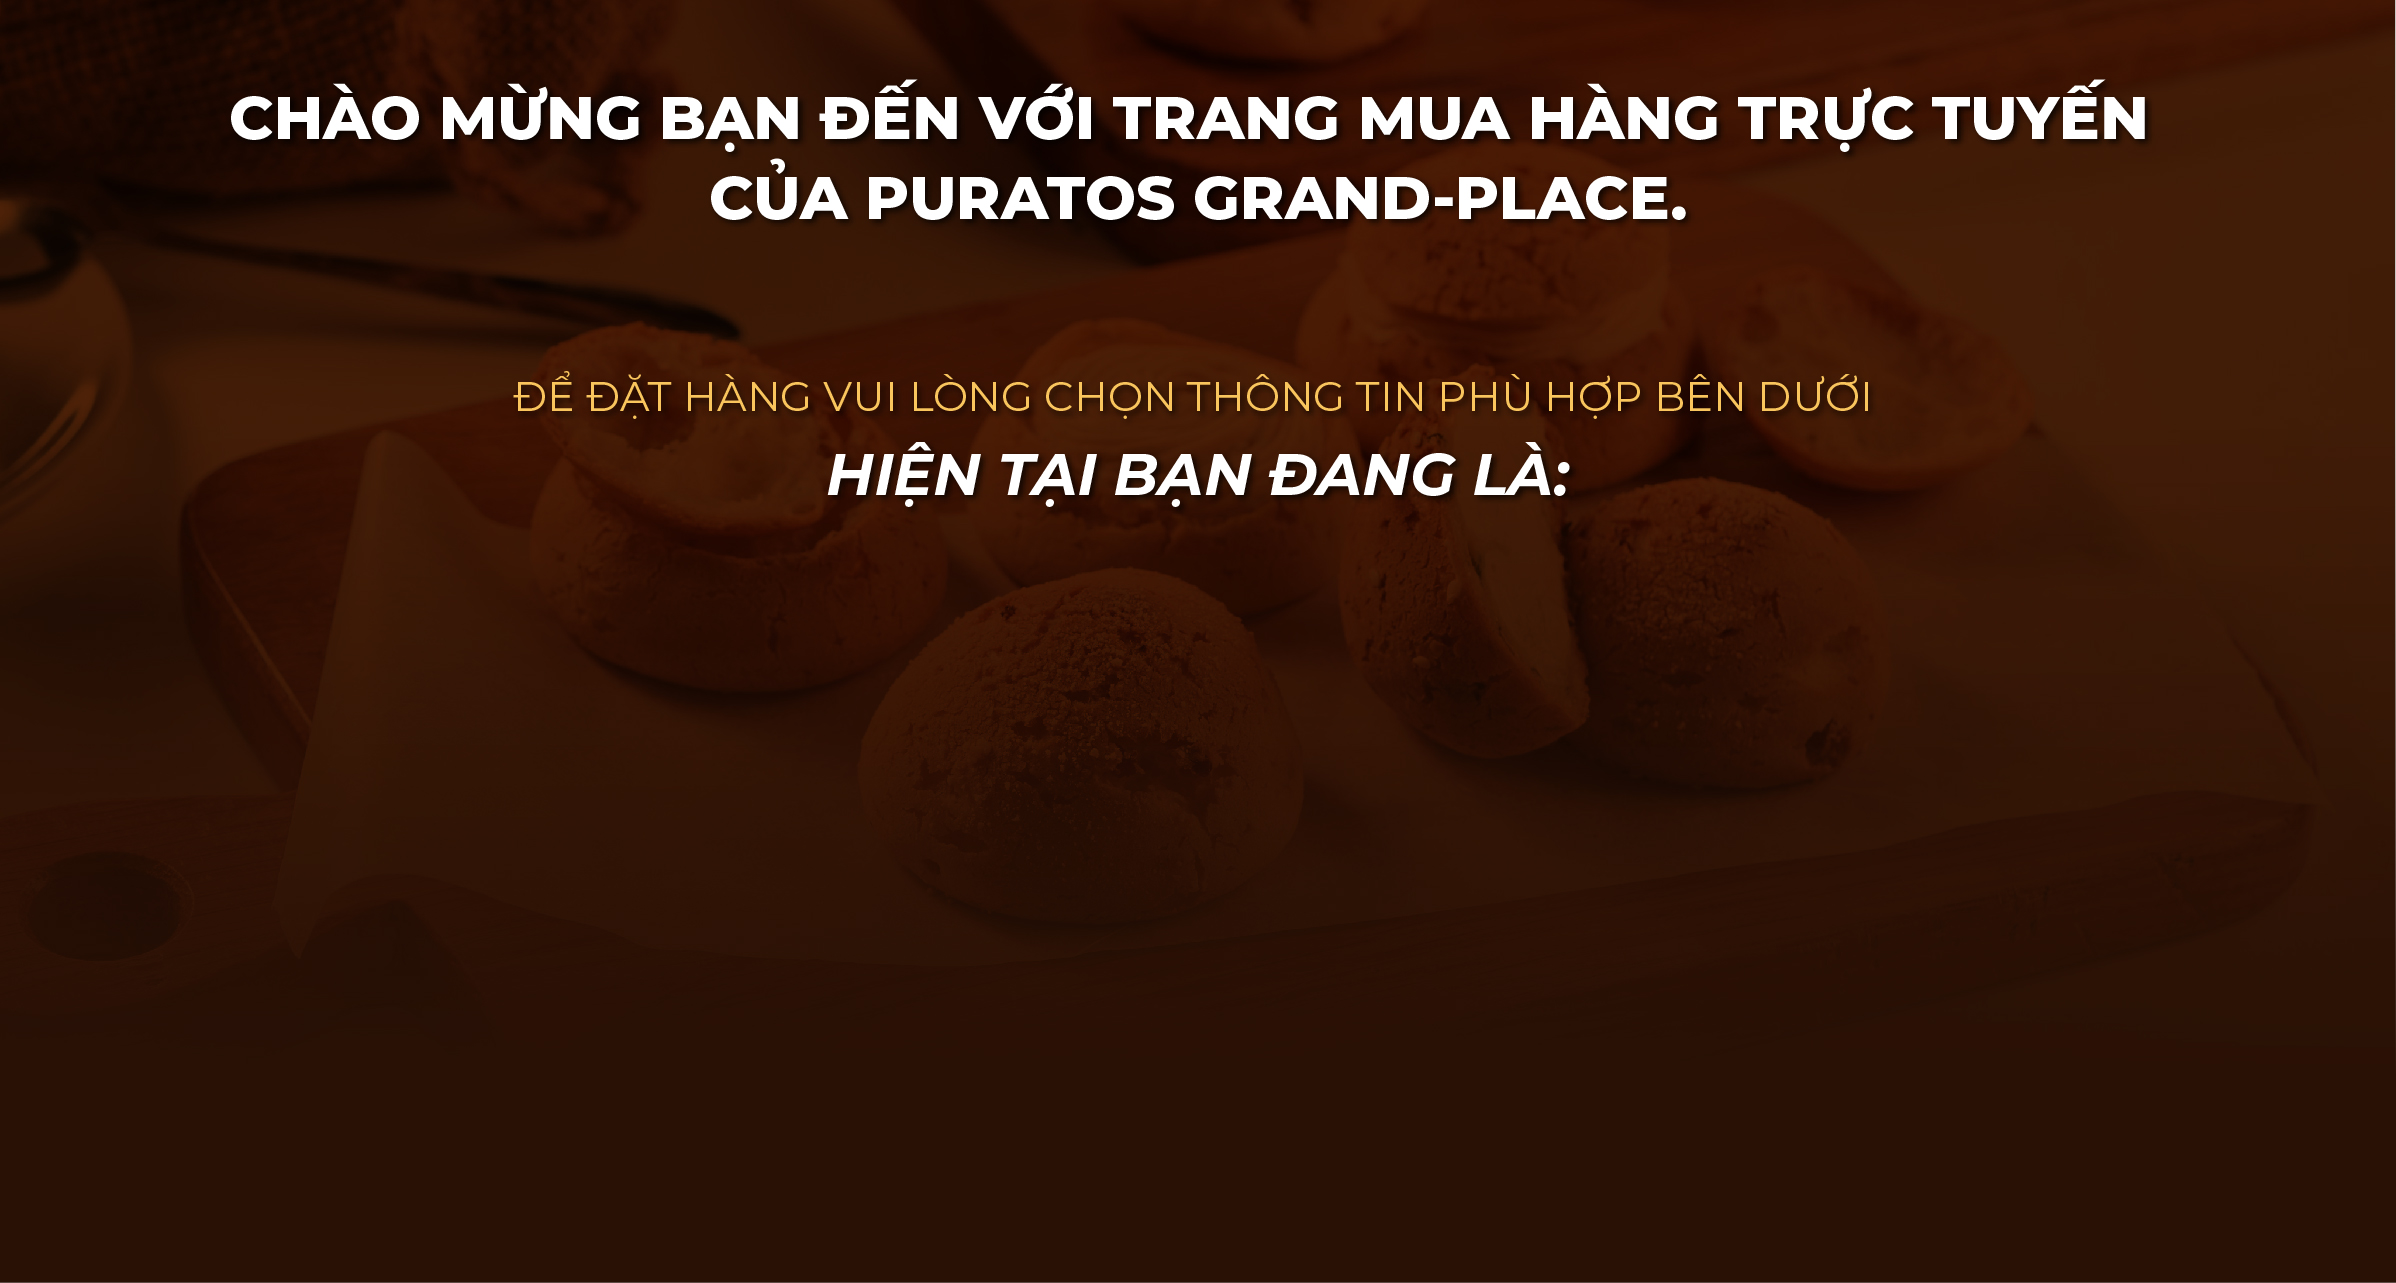 CHÀO MỪNG BẠN ĐẾN VỚI TRANG MUA HÀNG TRỰC TUYẾN
CỦA PURATOS GRAND-PLACE.
ĐỂ ĐẶT HÀNG VUI LÒNG CHỌN THÔNG TIN PHÙ HỢP BÊN DƯỚI
HIỆN TẠI BẠN ĐANG LÀ: